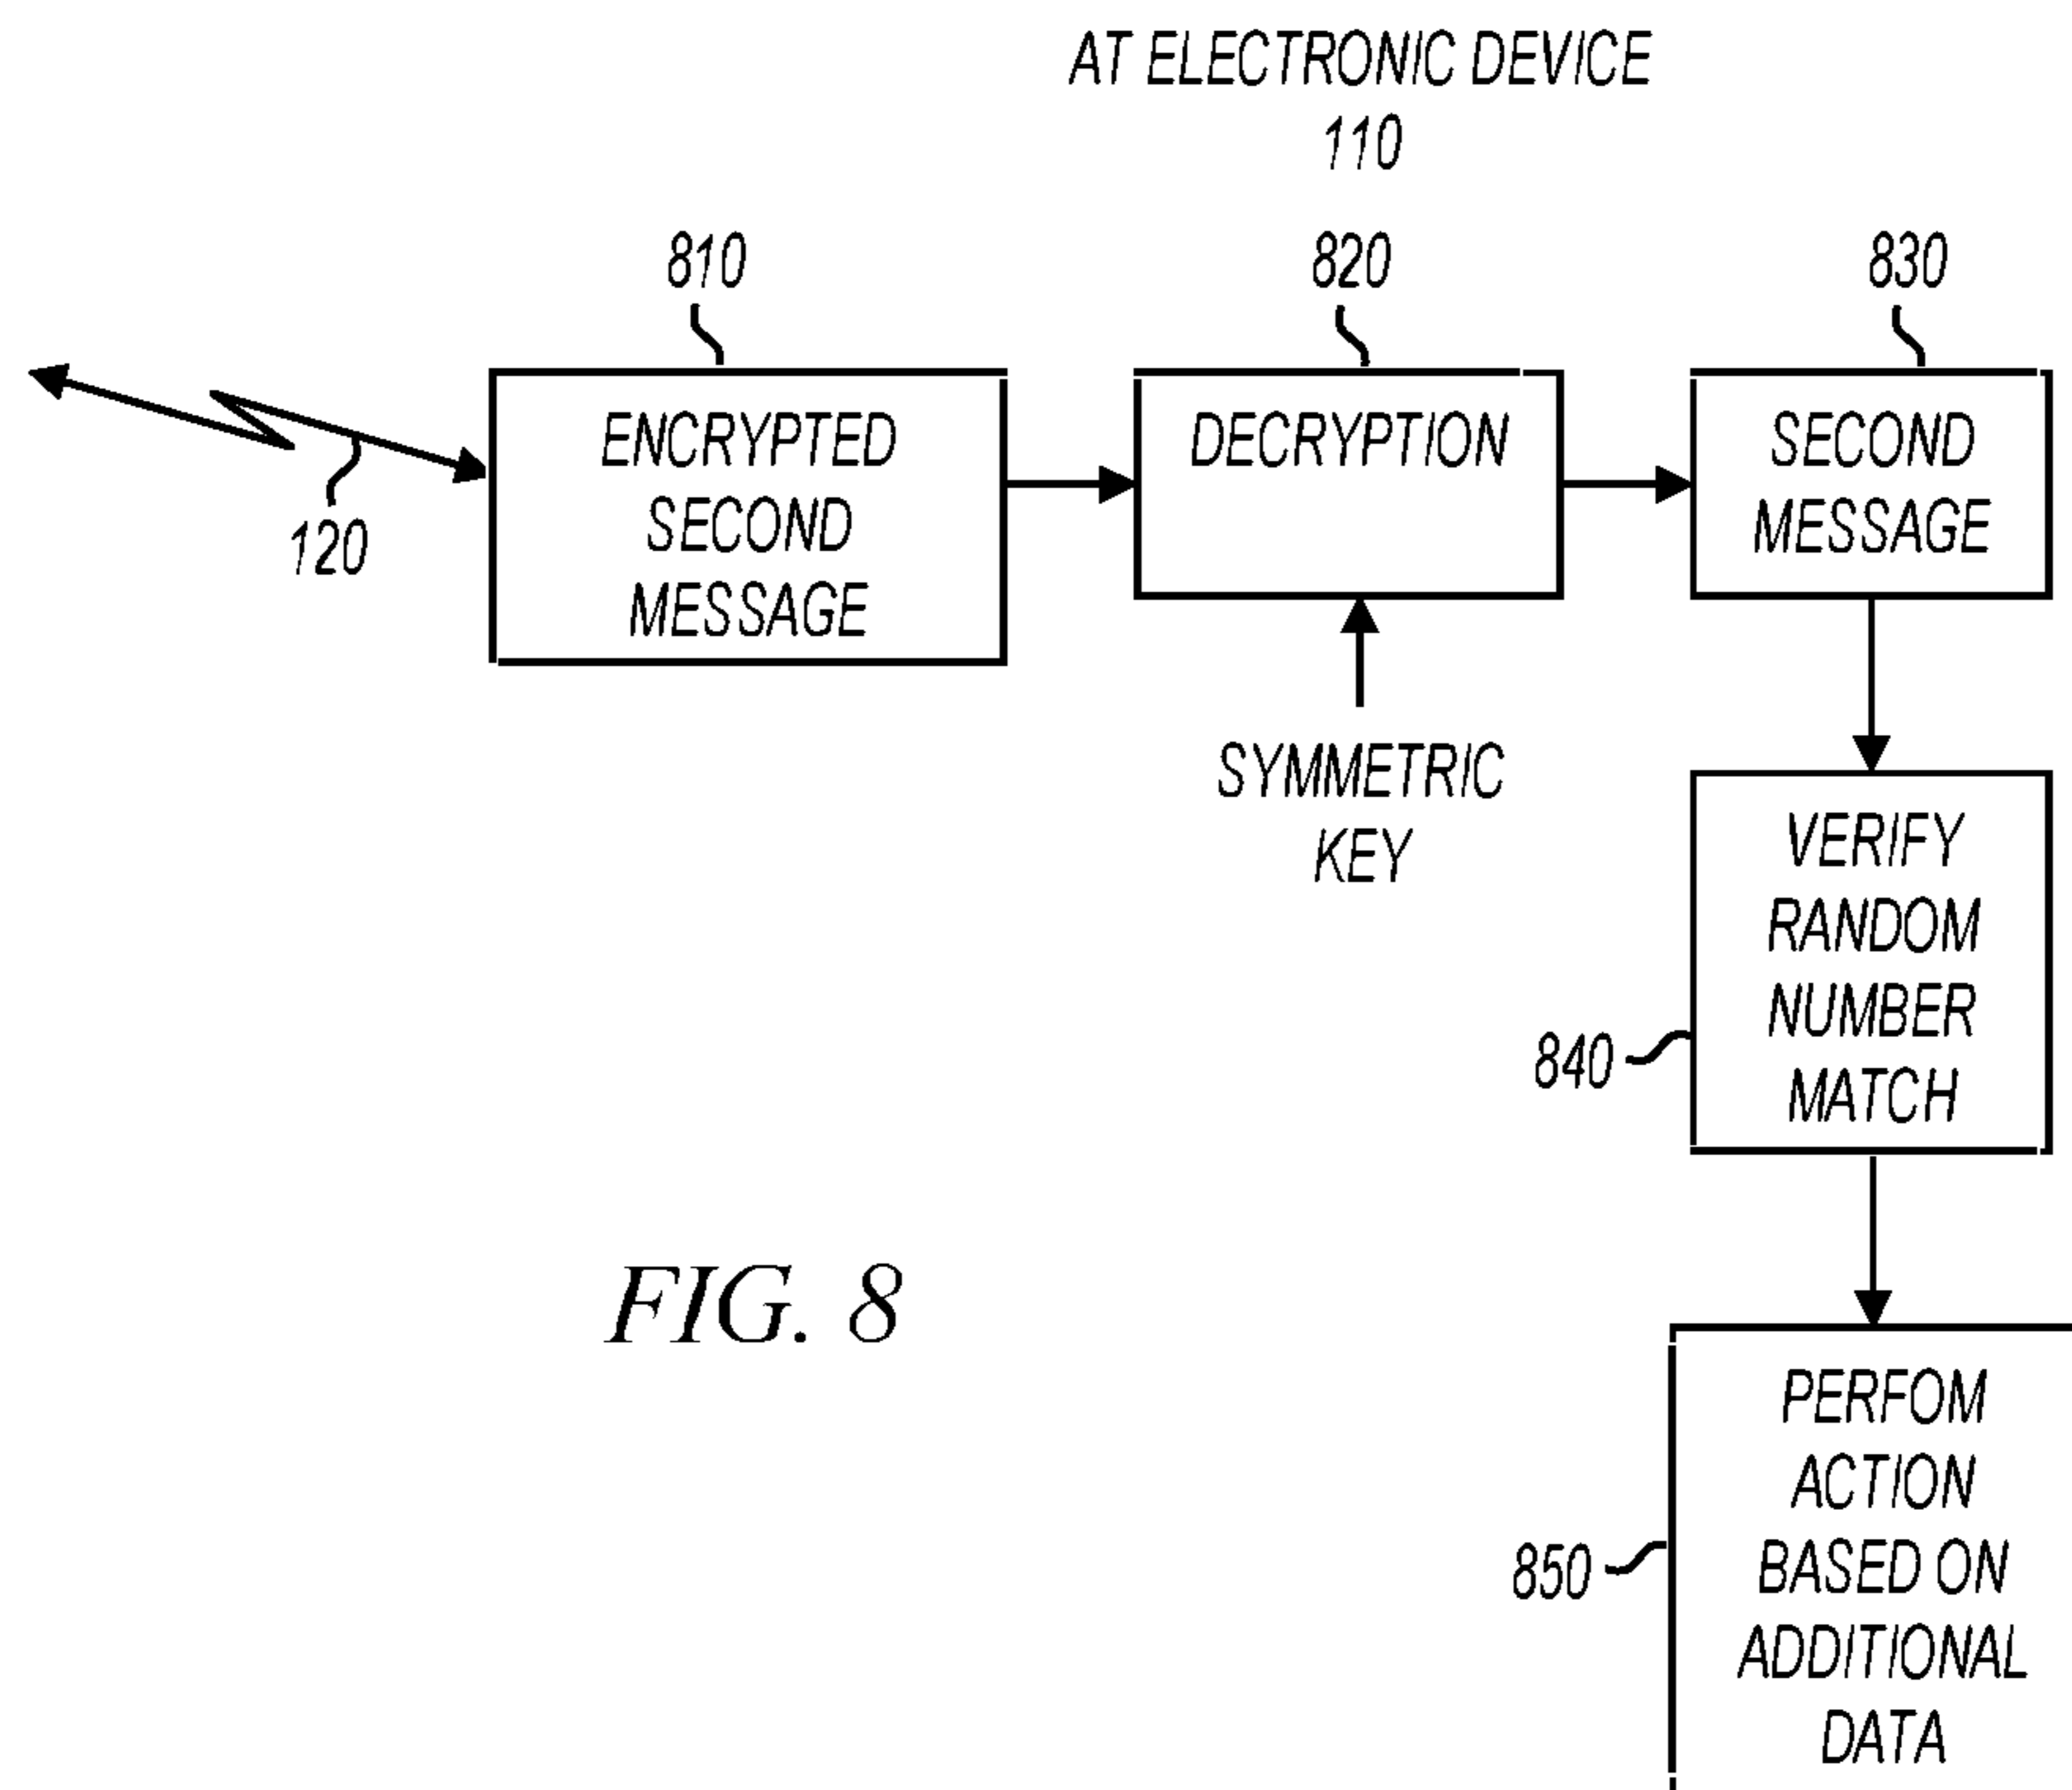 AT ELECTRONIC DEVICE
110
810
820
830
ENCRYPTED
SECOND
MESSAGE
DECRYPTION
SECOND
MESSAGE
120
SYMMETRIC
KEY
VERIFY
RANDOM
NUMBER
MATCH
840
FIG. 8
PERFOM
ACTION
BASED ON
ADDITIONAL
DATA
850